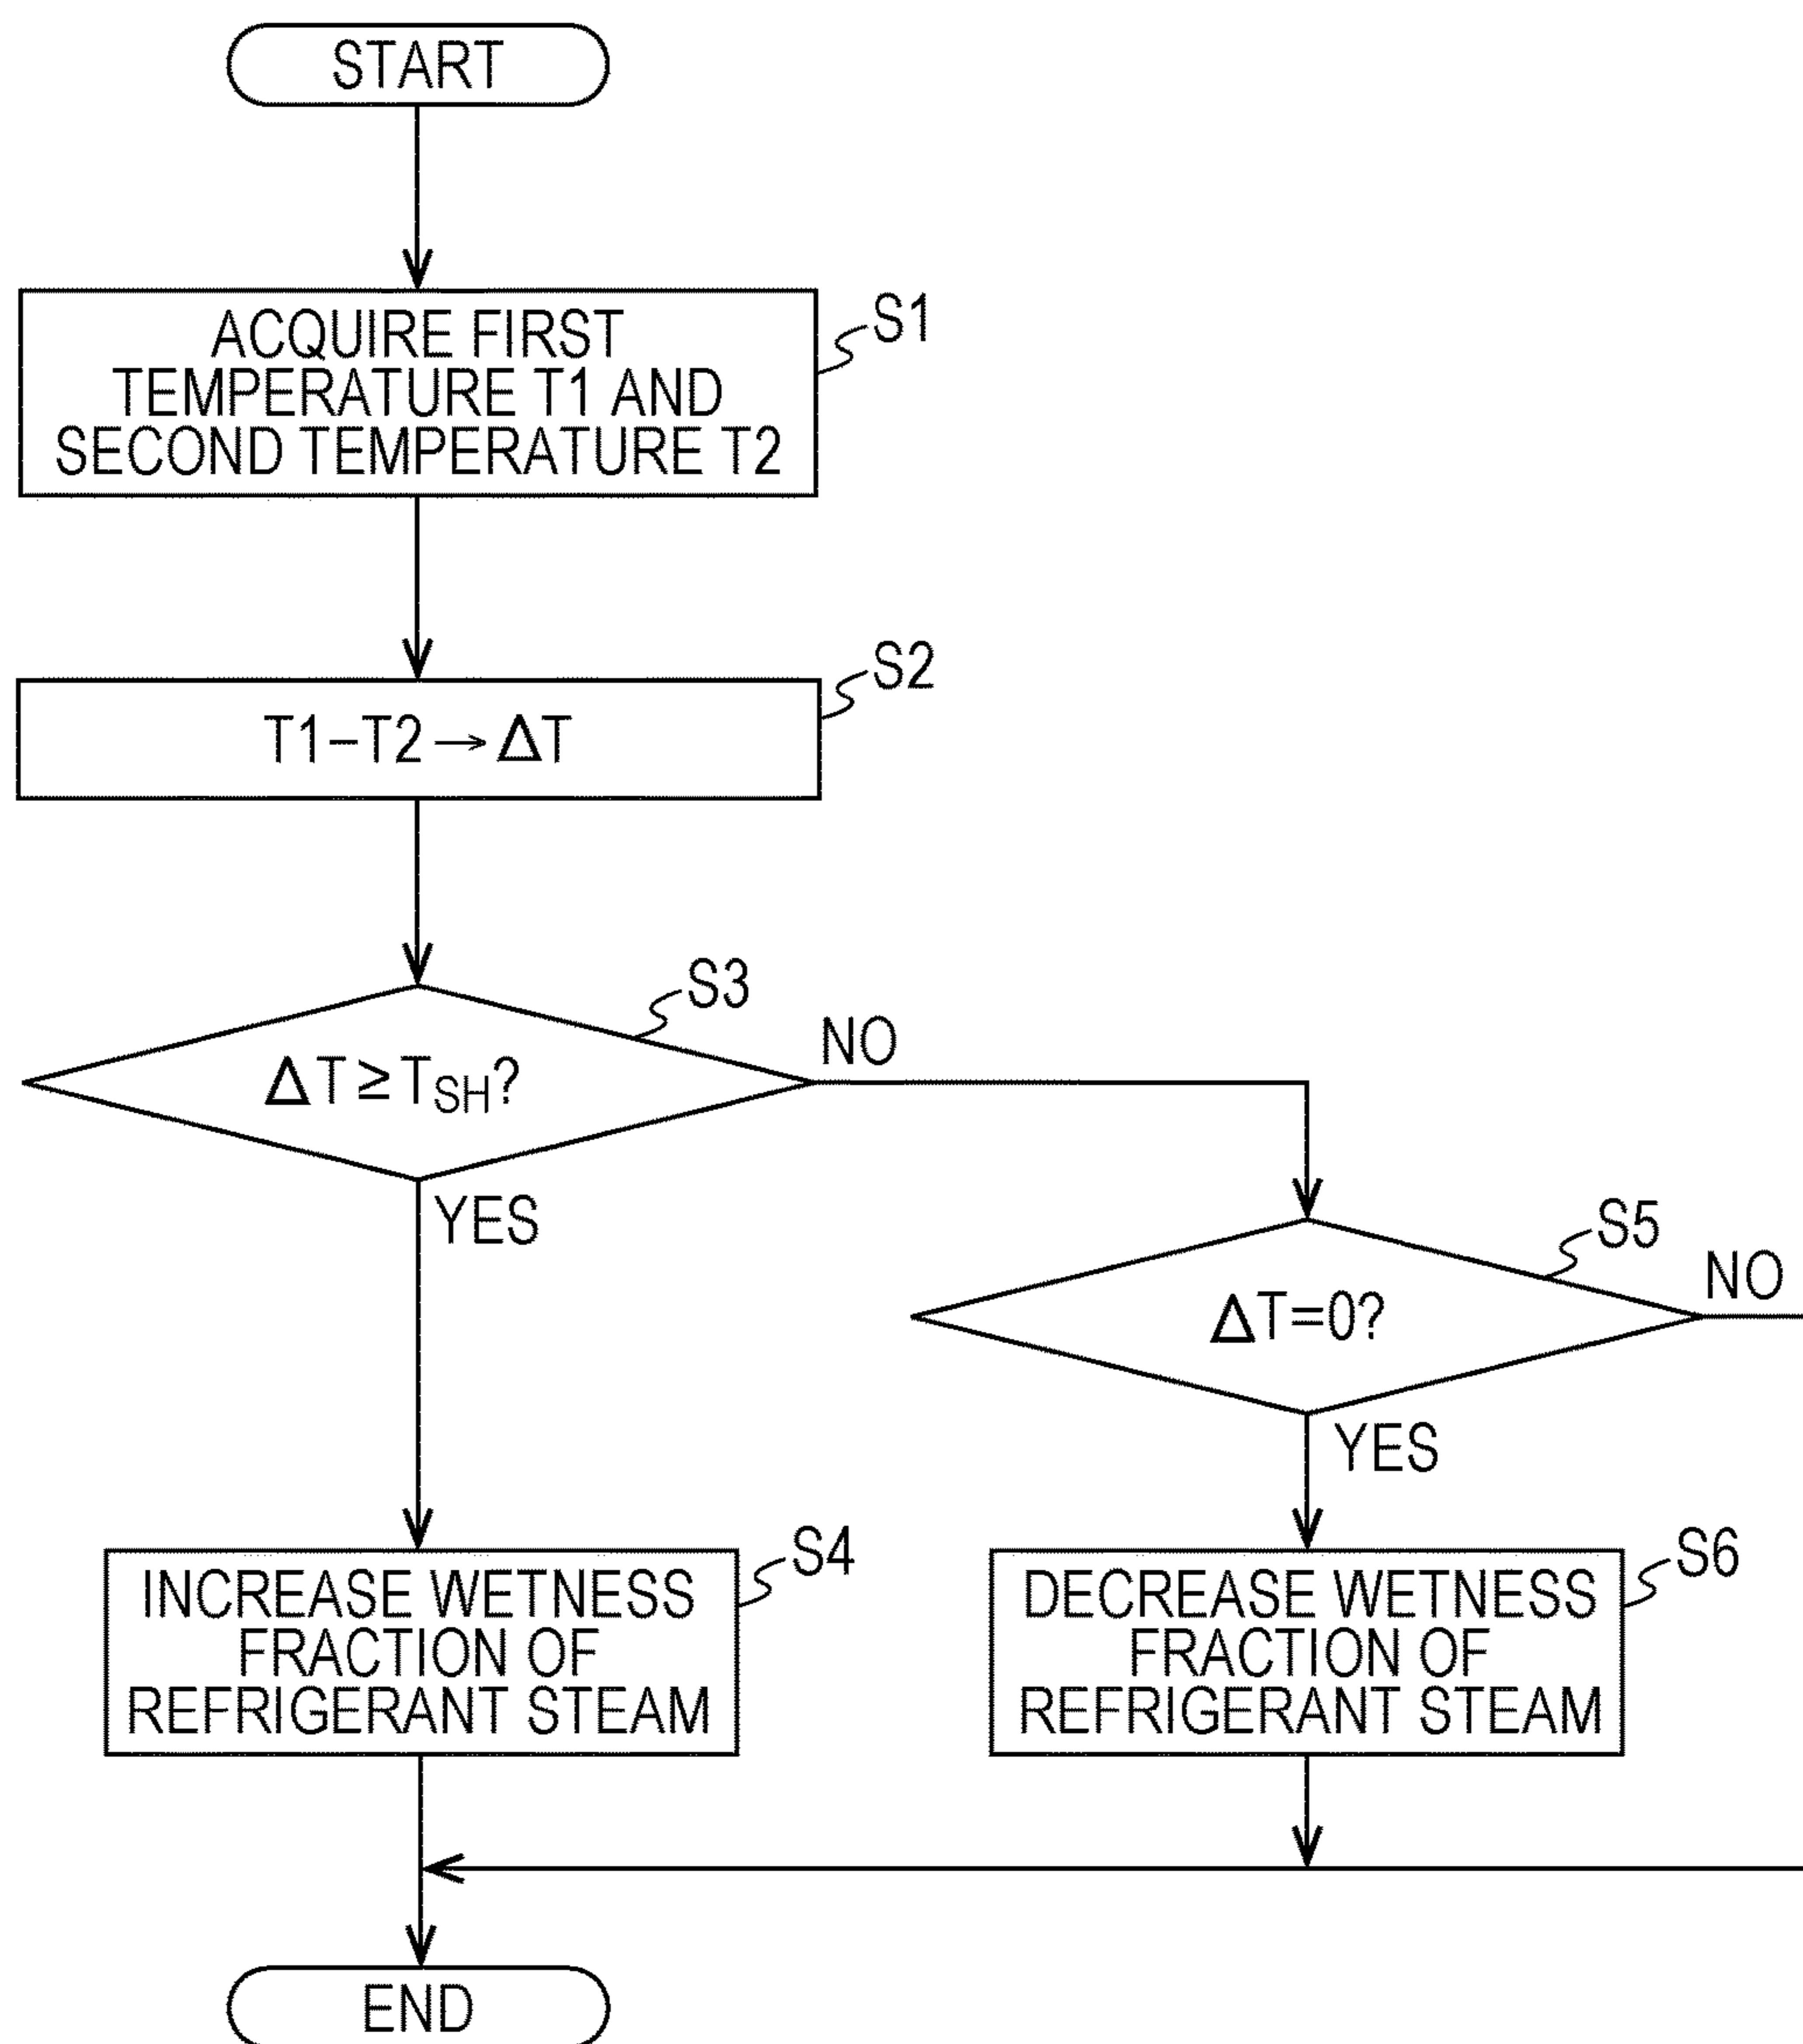 START
ACQUIRE FIRST
TEMPERATURE T1 AND
SECOND TEMPERATURE T2
S1
T1–T2→ΔT
S2
ΔT≥TSH?
S3
NO
YES
ΔT=0?
S5
NO
YES
INCREASE WETNESS
FRACTION OF
REFRIGERANT STEAM
S4
DECREASE WETNESS
FRACTION OF
REFRIGERANT STEAM
S6
END